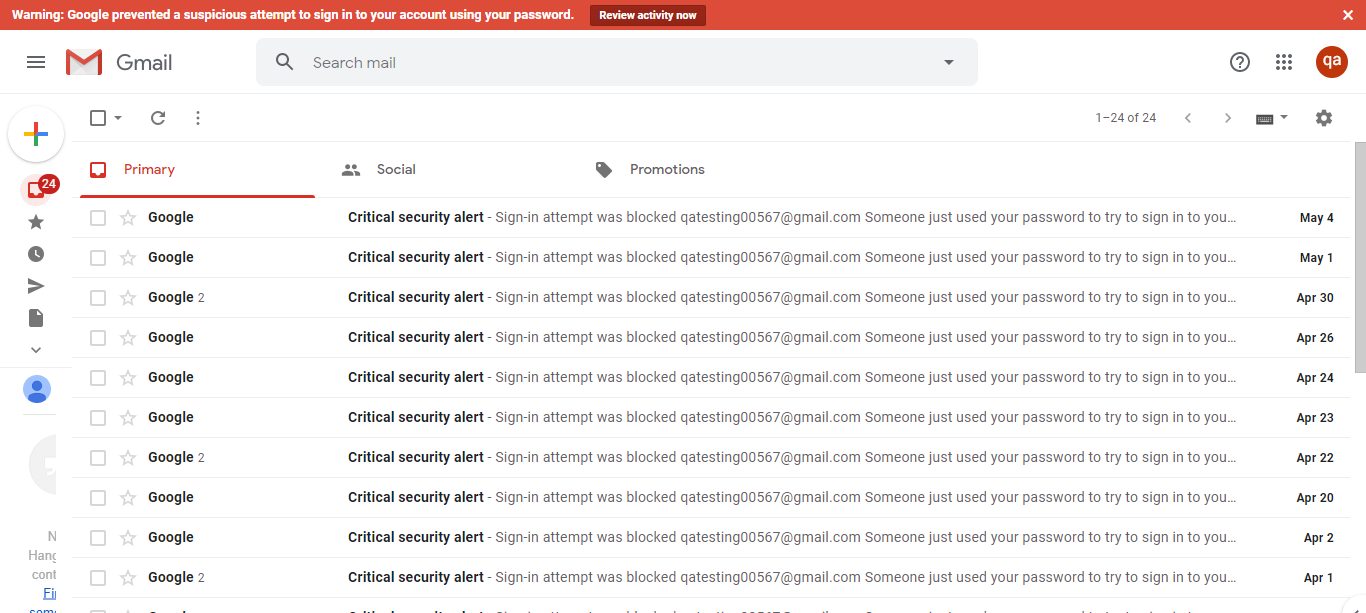 Warning: Google prevented a suspicious attempt to sign in to your account using your password. Review activity now
Gmail
Search mail
qa
1–24 of 24
24
Primary
Social
Promotions
Google Critical security alert - Sign-in attempt was blocked qatesting00567@gmail.com Someone just used your password to try to sign in to you… May 4
Google Critical security alert - Sign-in attempt was blocked qatesting00567@gmail.com Someone just used your password to try to sign in to you… May 1
Google 2 Critical security alert - Sign-in attempt was blocked qatesting00567@gmail.com Someone just used your password to try to sign in to you… Apr 30
Google Critical security alert - Sign-in attempt was blocked qatesting00567@gmail.com Someone just used your password to try to sign in to you… Apr 26
Google Critical security alert - Sign-in attempt was blocked qatesting00567@gmail.com Someone just used your password to try to sign in to you… Apr 24
Google Critical security alert - Sign-in attempt was blocked qatesting00567@gmail.com Someone just used your password to try to sign in to you… Apr 23
Google 2 Critical security alert - Sign-in attempt was blocked qatesting00567@gmail.com Someone just used your password to try to sign in to you… Apr 22
Google Critical security alert - Sign-in attempt was blocked qatesting00567@gmail.com Someone just used your password to try to sign in to you… Apr 20
Google Critical security alert - Sign-in attempt was blocked qatesting00567@gmail.com Someone just used your password to try to sign in to you… Apr 2
Google 2 Critical security alert - Sign-in attempt was blocked qatesting00567@gmail.com Someone just used your password to try to sign in to you… Apr 1
N
Hang
cont
Fi